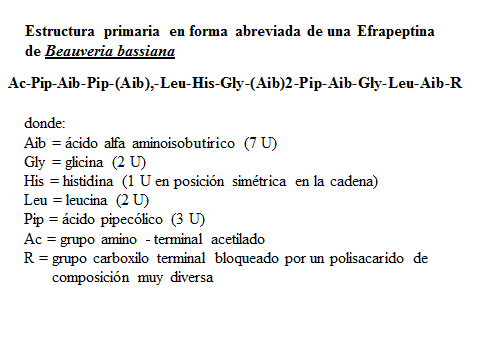 Estructura primaria en forma abreviada de una Efrapeptina
de Beauveria bassiana
Ac-Pip-Aib-Pip-(Aib),-Leu-His-Gly-(Aib)2-Pip-Aib-Gly-Leu-Aib-R
donde:
Aib = ácido alfa aminoisobutírico (7 U)
Gly = glicina (2 U)
His = histidina (1 U en posición simétrica en la cadena)
Leu = leucina (2 U)
Pip = ácido pipecólico (3 U)
Ac = grupo amino - terminal acetilado
R = grupo carboxilo terminal bloqueado por un polisacarido de
composición muy diversa